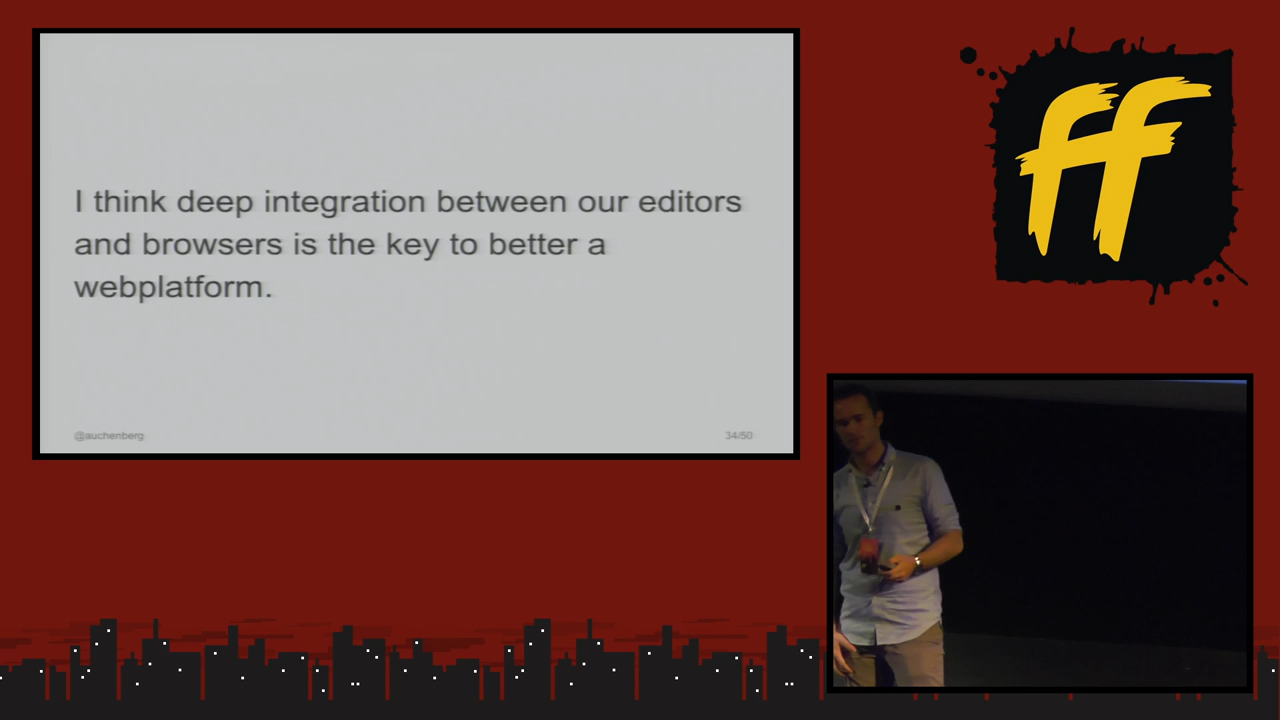 I think deep integration between our editors
and browsers is the key to better a
webplatform.
@auchenberg
34/50
ff